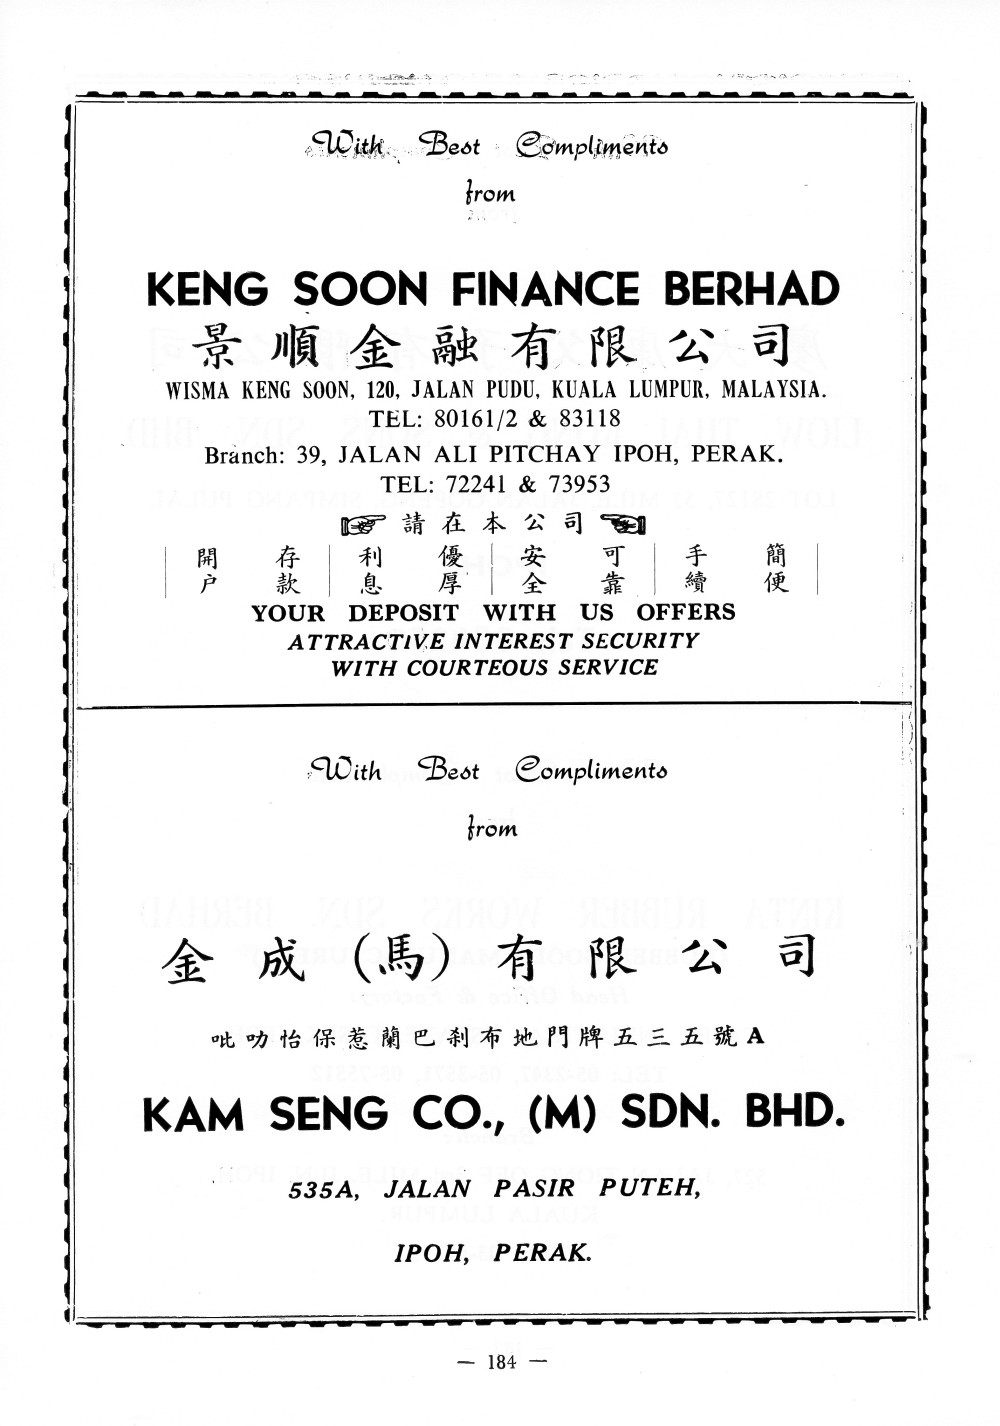 With Best Compliments
from
KENG SOON FINANCE BERHAD
景順金融有限公司
WISMA KENG SOON, 120, JALAN PUDU, KUALA LUMPUR, MALAYSIA.
TEL: 80161/2 & 83118
Branch: 39, JALAN ALI PITCHAY IPOH, PERAK.
TEL: 72241 & 73953
請在本公司
開存利優安可手簡
户款息厚全靠續便
YOUR DEPOSIT WITH US OFFERS
ATTRACTIVE INTEREST SECURITY
WITH COURTEOUS SERVICE
With Best Compliments
from
金成(馬)有限公司
吡叻怡保惹蘭巴刹布地門牌五三五號A
KAM SENG CO., (M) SDN. BHD.
535A, JALAN PASIR PUTEH,
IPOH, PERAK.
— 184 —